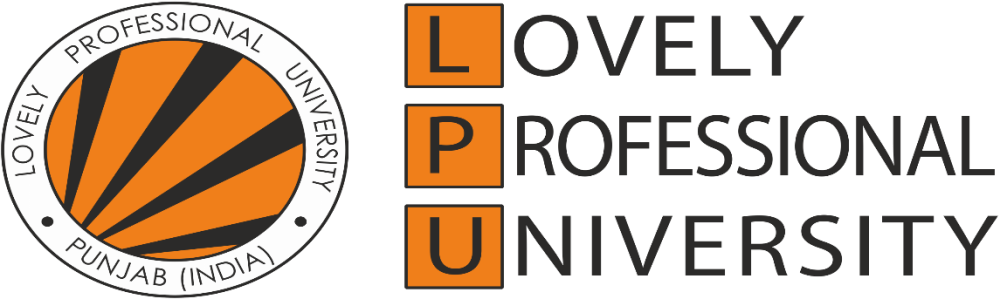 LOVELY PROFESSIONAL UNIVERSITY
• PUNJAB (INDIA) •
LOVELY
PROFESSIONAL
UNIVERSITY